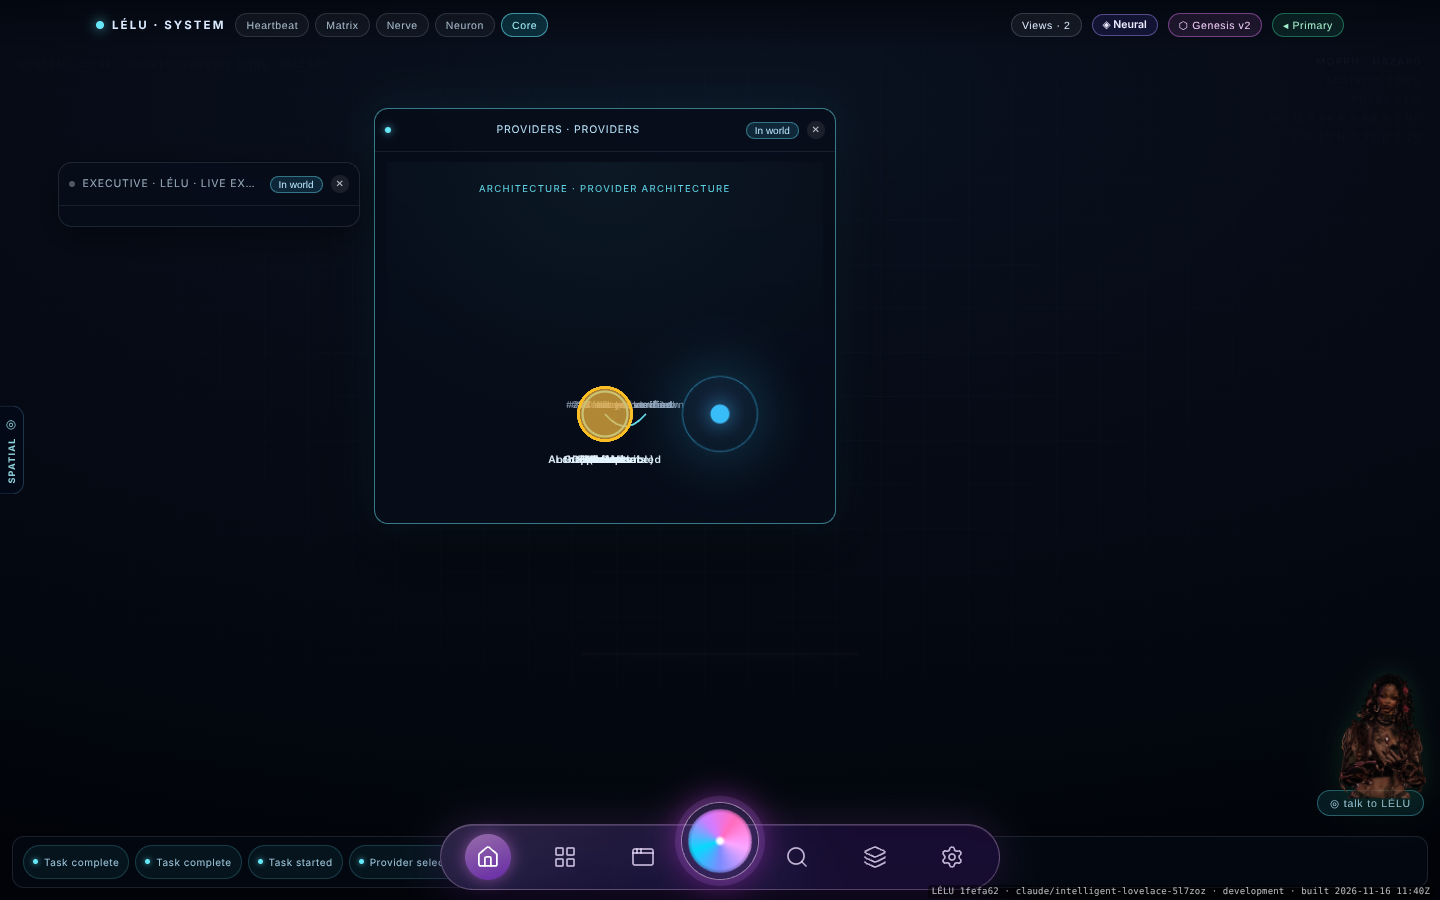 LÉLU · SYSTEM
Heartbeat
Matrix
Nerve
Neuron
Core
Views · 2
◈ Neural
⬡ Genesis v2
◂ Primary
PROVIDERS · PROVIDERS
In world
✕
EXECUTIVE · LÉLU · LIVE EX…
In world
✕
ARCHITECTURE · PROVIDER ARCHITECTURE
SPATIAL ◎
◎ talk to LÉLU
Task complete
Task complete
Task started
Provider selec
LÉLU 1fefa62 · claude/intelligent-lovelace-5l7zoz · development · built 2026-11-16 11:40Z